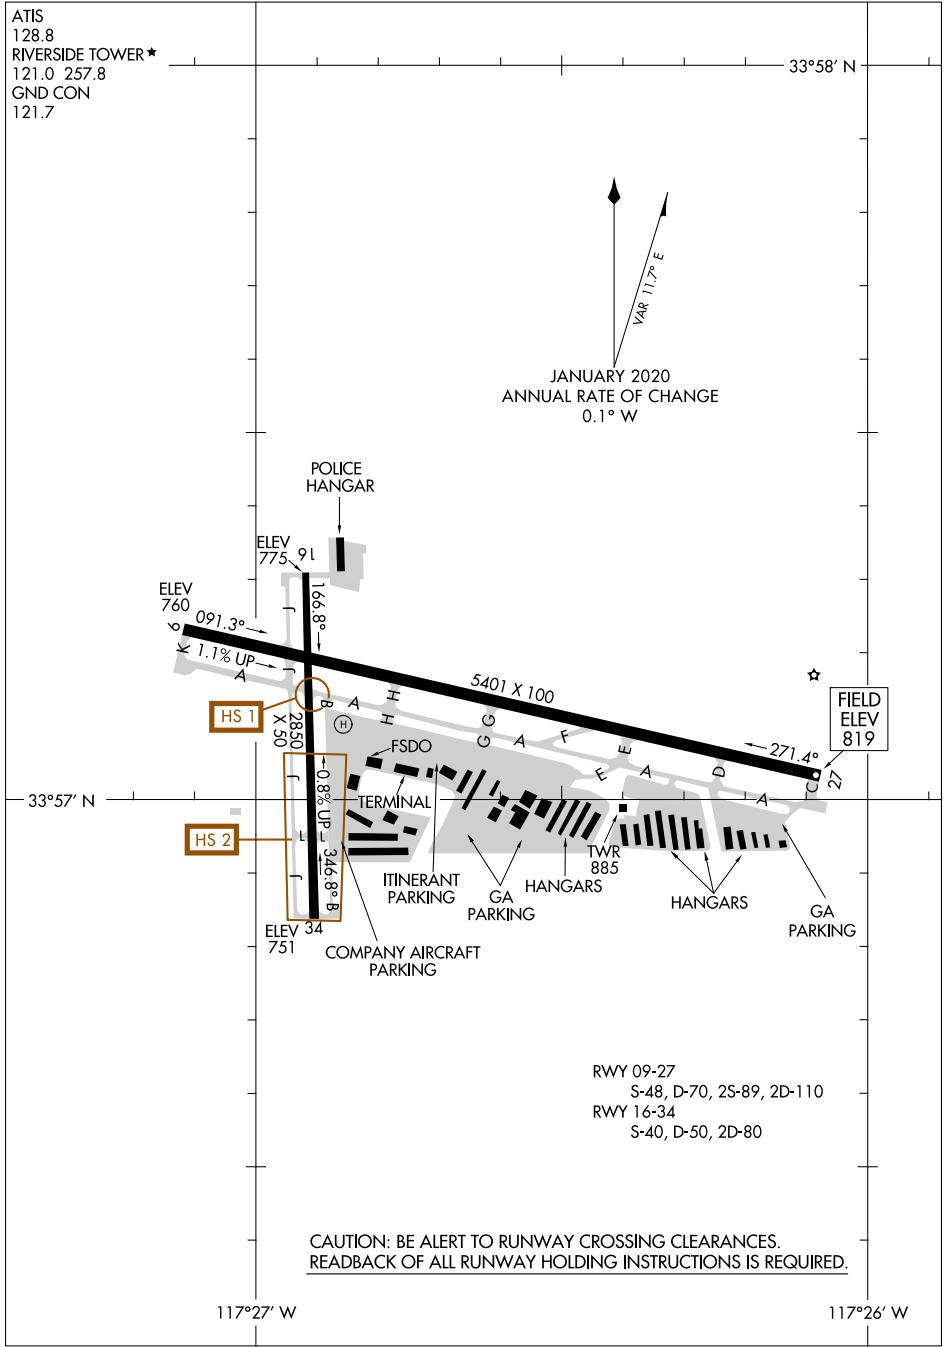 ATIS
128.8
RIVERSIDE TOWER
121.0 257.8
GND CON
121.7
33°58' N
VAR 11.7° E
JANUARY 2020
ANNUAL RATE OF CHANGE
0.1° W
POLICE
HANGAR
ELEV
775
16
166.8°
ELEV
760
9
091.3°
1.1% UP
K
A
J
J
HS 1
2850
X 50
B
A
A
H
H
H
5401 X 100
G
G
F
E
E
A
D
A
C
271.4°
27
FIELD
ELEV
819
FSDO
TERMINAL
33°57' N
0.8% UP
346.8°
HS 2
J
L
L
J
B
34
ELEV
751
ITINERANT
PARKING
GA
PARKING
HANGARS
TWR
885
HANGARS
GA
PARKING
COMPANY AIRCRAFT
PARKING
RWY 09-27
S-48, D-70, 2S-89, 2D-110
RWY 16-34
S-40, D-50, 2D-80
CAUTION: BE ALERT TO RUNWAY CROSSING CLEARANCES.
READBACK OF ALL RUNWAY HOLDING INSTRUCTIONS IS REQUIRED.
117°27' W
117°26' W